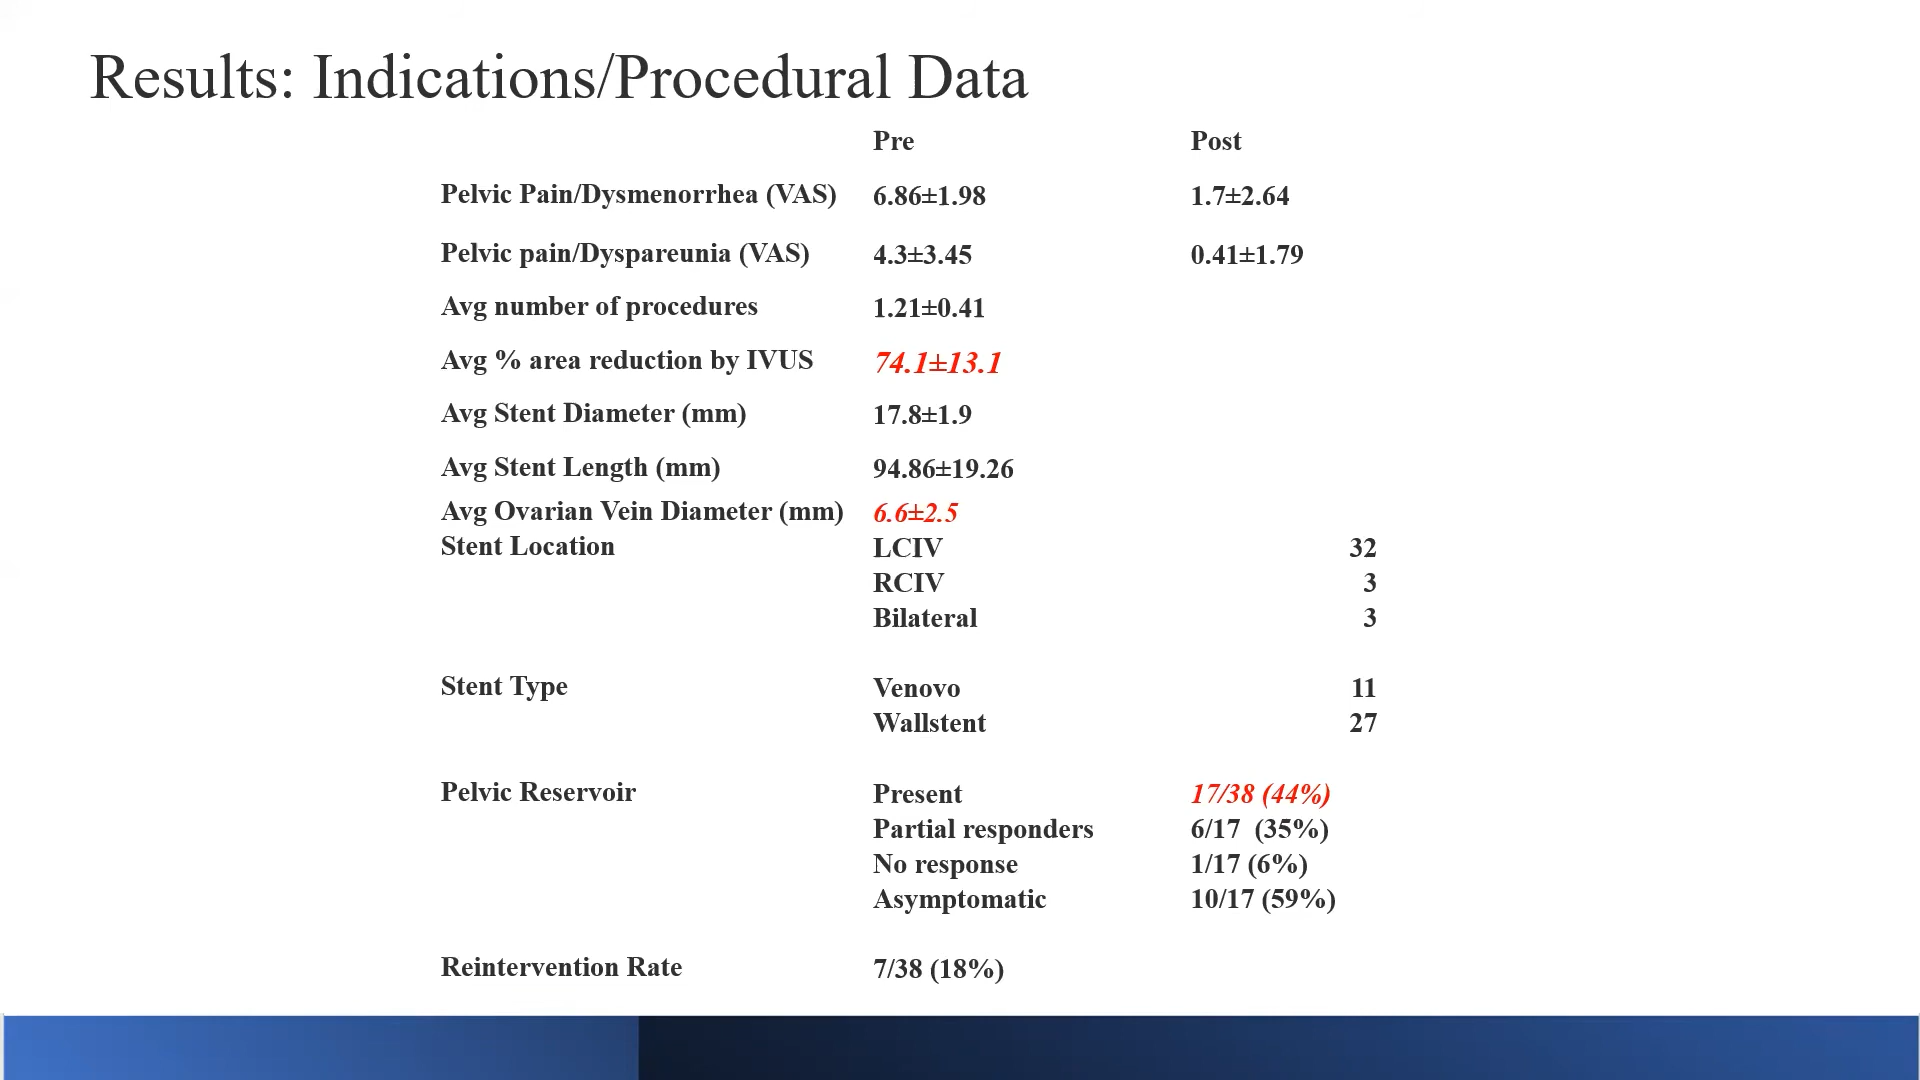 Results: Indications/Procedural Data
Pre Post
Pelvic Pain/Dysmenorrhea (VAS) 6.86±1.98 1.7±2.64
Pelvic pain/Dyspareunia (VAS) 4.3±3.45 0.41±1.79
Avg number of procedures 1.21±0.41
Avg % area reduction by IVUS 74.1±13.1
Avg Stent Diameter (mm) 17.8±1.9
Avg Stent Length (mm) 94.86±19.26
Avg Ovarian Vein Diameter (mm) 6.6±2.5
Stent Location LCIV 32
RCIV 3
Bilateral 3
Stent Type Venovo 11
Wallstent 27
Pelvic Reservoir Present 17/38 (44%)
Partial responders 6/17 (35%)
No response 1/17 (6%)
Asymptomatic 10/17 (59%)
Reintervention Rate 7/38 (18%)